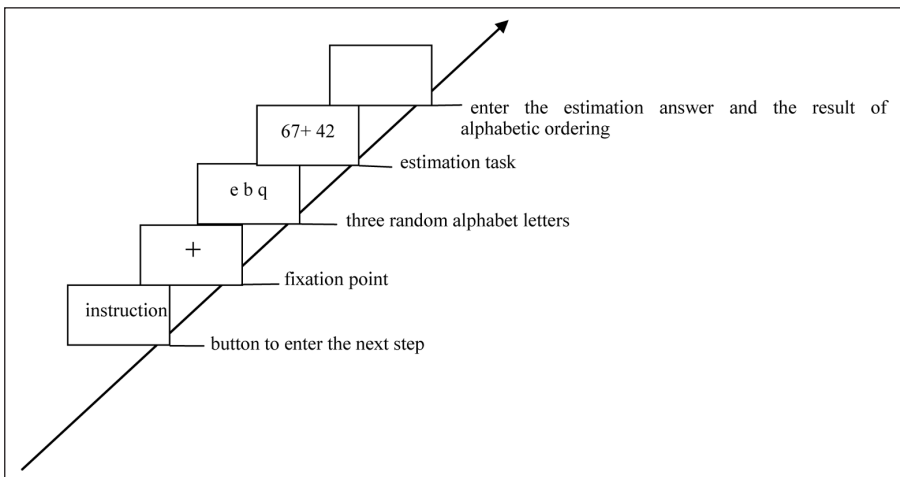 enter the estimation answer and the result of
alphabetic ordering
67+ 42
estimation task
e b q
three random alphabet letters
+
fixation point
instruction
button to enter the next step